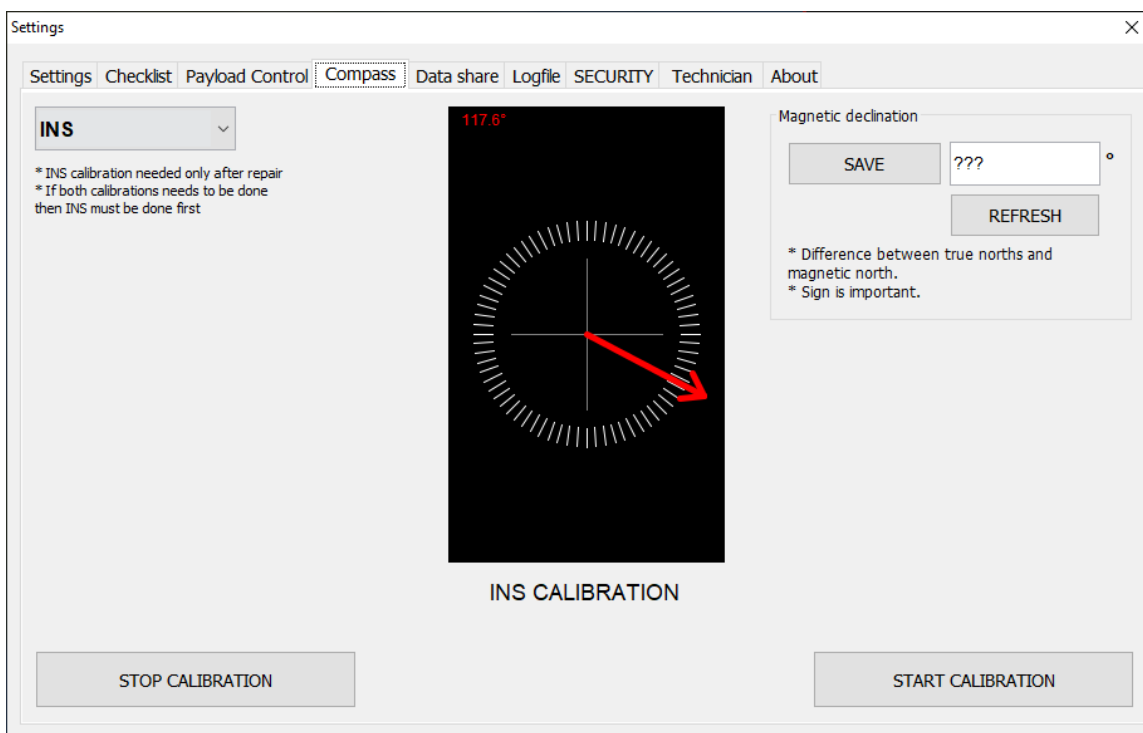 Settings
Settings Checklist Payload Control Compass Data share Logfile SECURITY Technician About
INS
* INS calibration needed only after repair
* If both calibrations needs to be done
then INS must be done first
117.6°
Magnetic declination
SAVE
???
°
REFRESH
* Difference between true norths and
magnetic north.
* Sign is important.
INS CALIBRATION
STOP CALIBRATION
START CALIBRATION